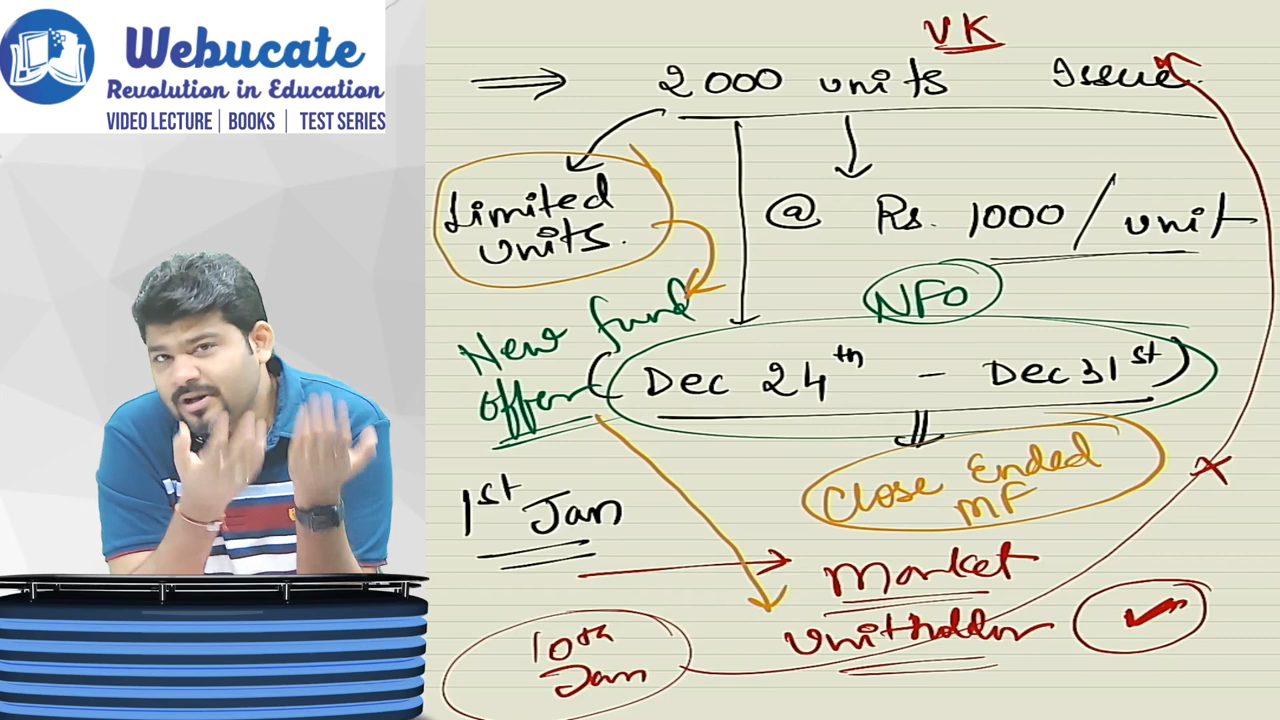 Webucate
Revolution in Education
VIDEO LECTURE | BOOKS | TEST SERIES
VK
⇒ 2000 units Issue.
Limited
units.
@ Rs. 1000 / unit
NFO
New fund
offer
(Dec 24th - Dec 31st)
Close Ended
MF
1st Jan
→ Market
Unitholder
10th
Jan